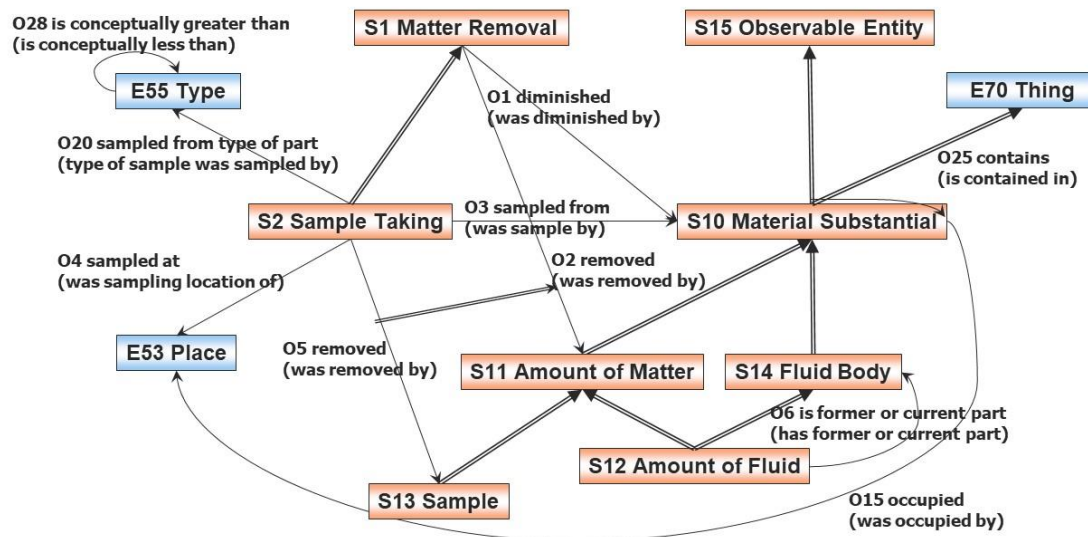 O28 is conceptually greater than
(is conceptually less than)
S1 Matter Removal
S15 Observable Entity
E55 Type
E70 Thing
O1 diminished
(was diminished by)
O20 sampled from type of part
(type of sample was sampled by)
O25 contains
(is contained in)
S2 Sample Taking
O3 sampled from
(was sample by)
S10 Material Substantial
O4 sampled at
(was sampling location of)
O2 removed
(was removed by)
E53 Place
O5 removed
(was removed by)
S11 Amount of Matter
S14 Fluid Body
O6 is former or current part
(has former or current part)
S12 Amount of Fluid
S13 Sample
O15 occupied
(was occupied by)